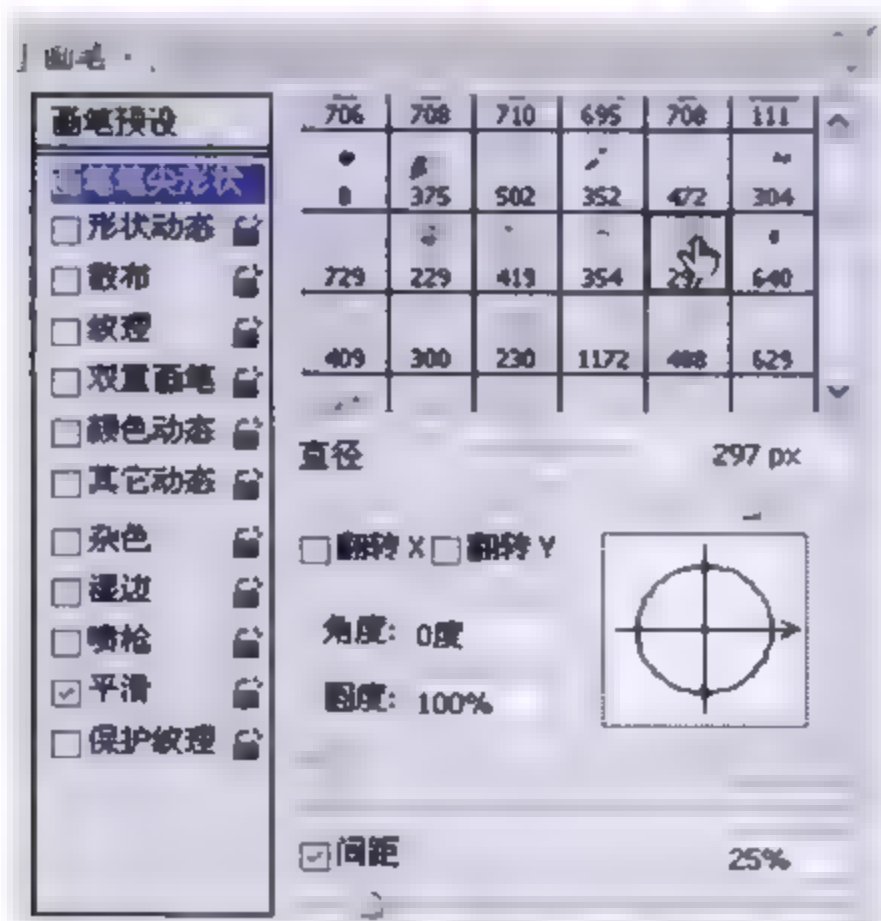 画笔
画笔预设
画笔笔尖形状
形状动态
散布
纹理
双重画笔
颜色动态
其它动态
杂色
湿边
喷枪
平滑
保护纹理
706 708 710 695 708 111
8 375 502 352 472 304
729 229 419 354 297 640
409 300 230 1172 488 629
直径 297 px
翻转 X 翻转 Y
角度: 0度
圆度: 100%
间距 25%